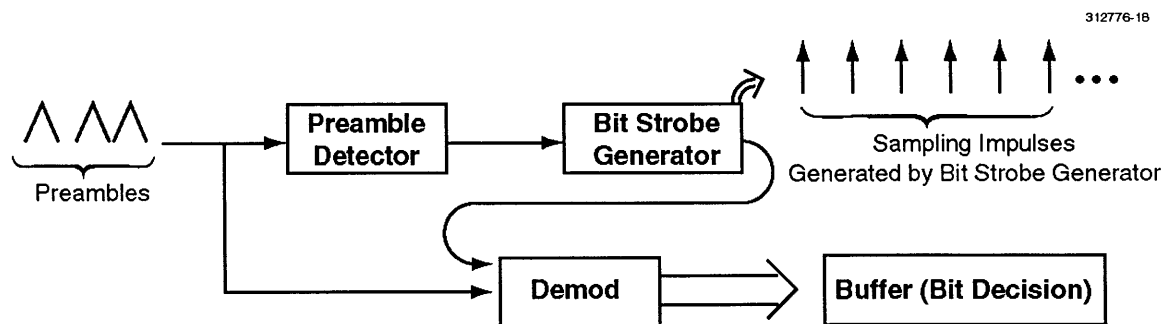 312776-18
Preamble
Detector
Bit Strobe
Generator
Preambles
Sampling Impulses
Generated by Bit Strobe Generator
Demod
Buffer (Bit Decision)